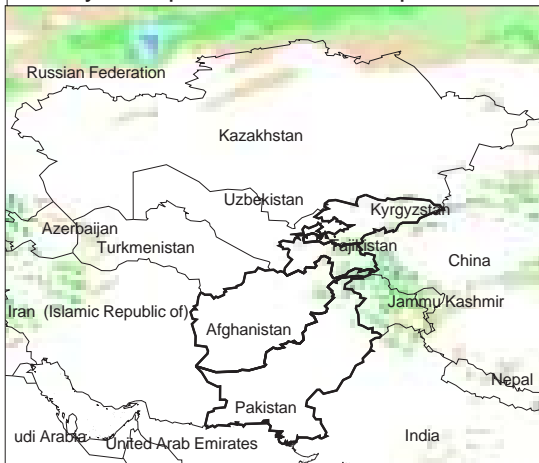 Russian Federation
Kazakhstan
Uzbekistan
Kyrgyzstan
Azerbaijan
Turkmenistan
Tajikistan
China
Iran (Islamic Republic of)
Jammu Kashmir
Afghanistan
Nepal
Pakistan
udi Arabia
United Arab Emirates
India